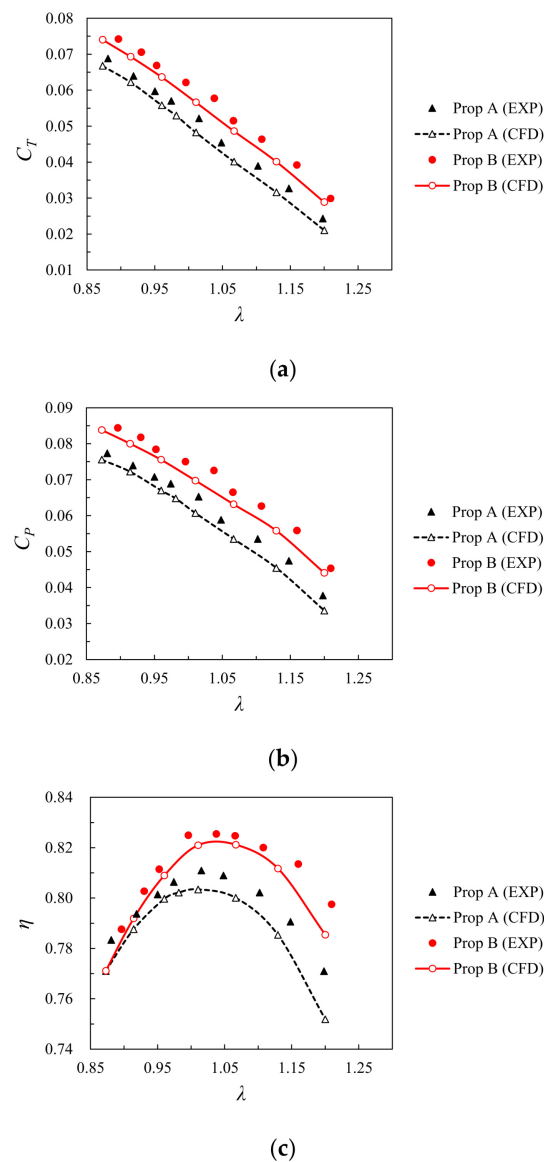 0.08
0.07
0.06
0.05
0.04
0.03
0.02
0.01
C_T
0.85 0.95 1.05 1.15 1.25
λ
Prop A (EXP)
Prop A (CFD)
Prop B (EXP)
Prop B (CFD)
(a)
0.09
0.08
0.07
0.06
0.05
0.04
0.03
0.02
C_P
0.85 0.95 1.05 1.15 1.25
λ
Prop A (EXP)
Prop A (CFD)
Prop B (EXP)
Prop B (CFD)
(b)
0.84
0.82
0.80
0.78
0.76
0.74
η
0.85 0.95 1.05 1.15 1.25
λ
Prop A (EXP)
Prop A (CFD)
Prop B (EXP)
Prop B (CFD)
(c)